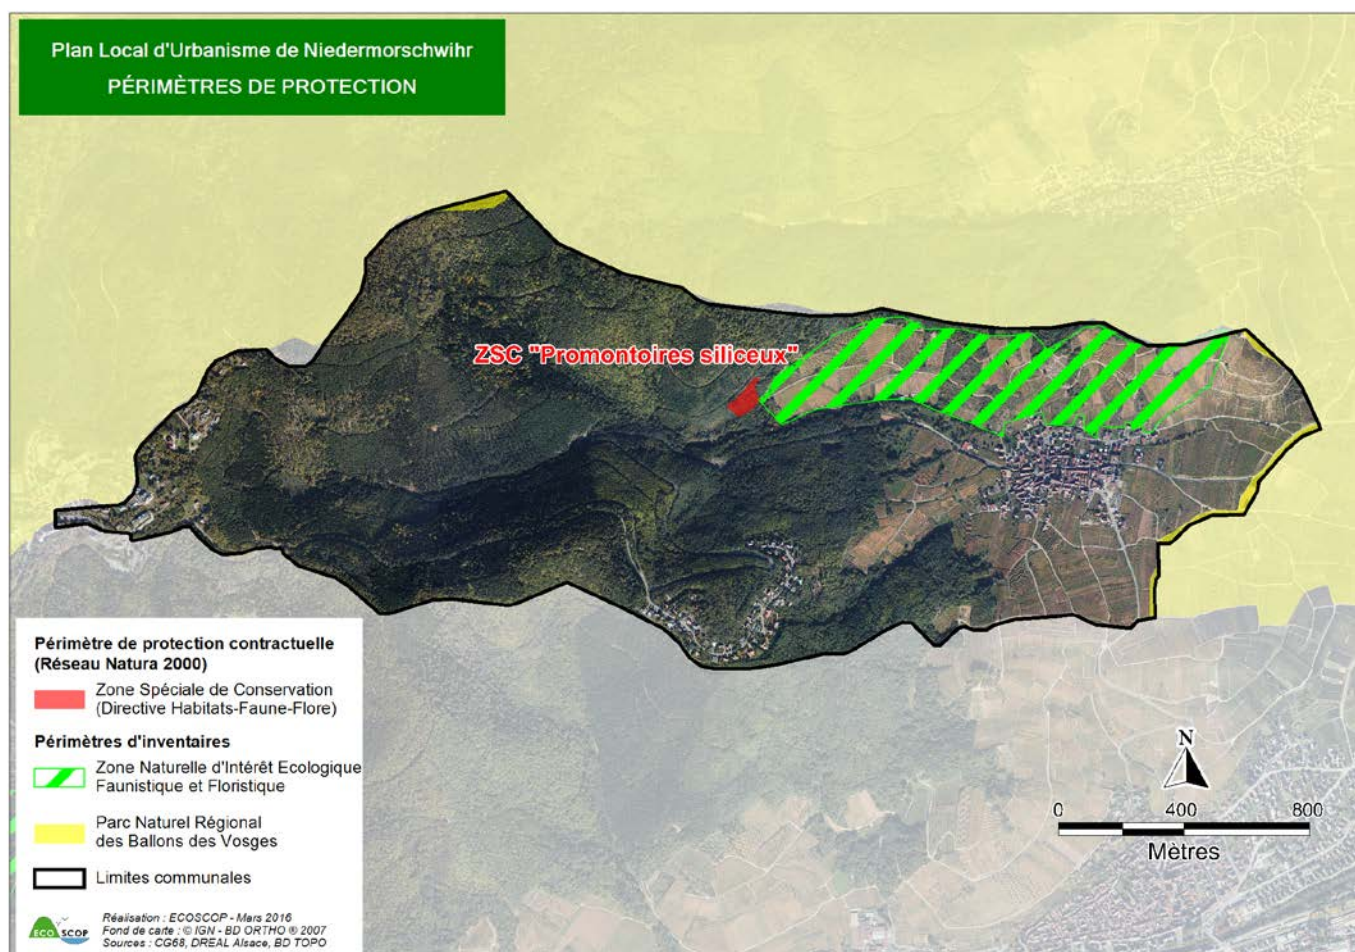 Plan Local d'Urbanisme de Niedermorschwihr
PÉRIMÈTRES DE PROTECTION
ZSC "Promontoires siliceux"
Périmètre de protection contractuelle
(Réseau Natura 2000)
Zone Spéciale de Conservation
(Directive Habitats-Faune-Flore)
Périmètres d'inventaires
Zone Naturelle d'Intérêt Ecologique
Faunistique et Floristique
Parc Naturel Régional
des Ballons des Vosges
Limites communales
ECO SCOP
Réalisation : ECOSCOP - Mars 2016
Fond de carte : © IGN - BD ORTHO ® 2007
Sources : CG68, DREAL Alsace, BD TOPO
N
0 400 800
Mètres